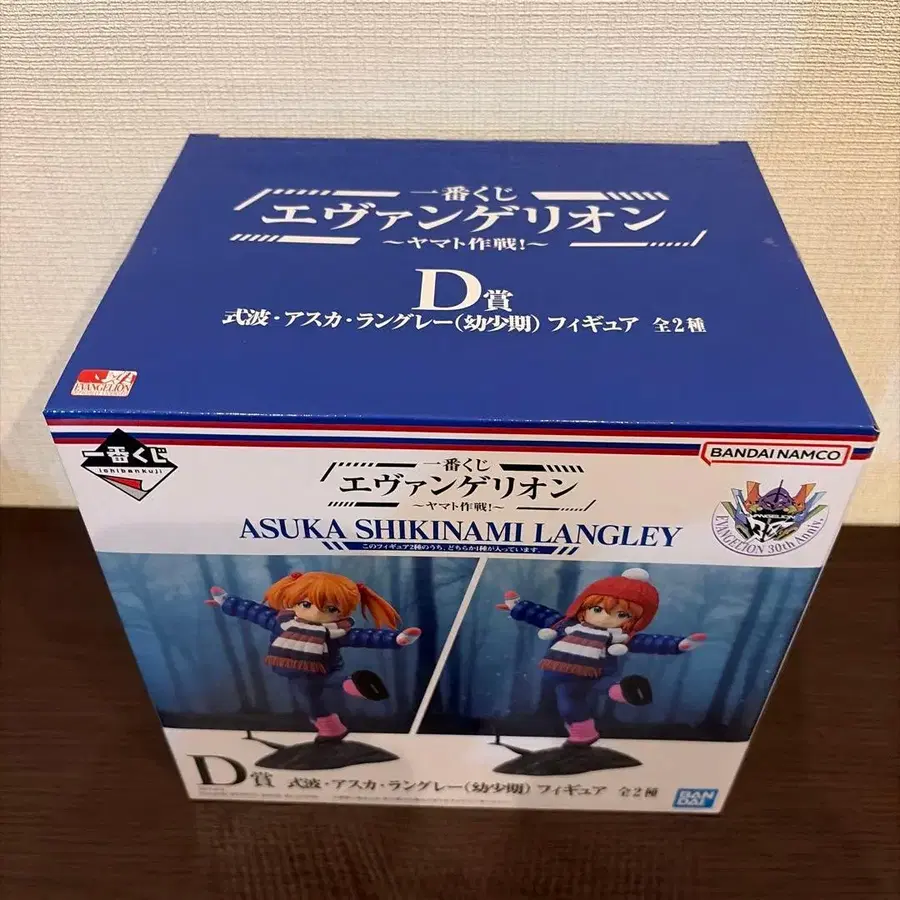 一番くじ
エヴァンゲリオン
～ヤマト作戦!～
D賞
式波・アスカ・ラングレー(幼少期) フィギュア 全2種
EVANGELION
一番くじ
ichibankuji
一番くじ
エヴァンゲリオン
～ヤマト作戦!～
BANDAI NAMCO
EVANGELION
EVANGELION 30th Anniv.
ASUKA SHIKINAMI LANGLEY
このフィギュア2種のうち、どちらか1種が入っています。
D賞 式波・アスカ・ラングレー(幼少期) フィギュア 全2種
BAN
DAI